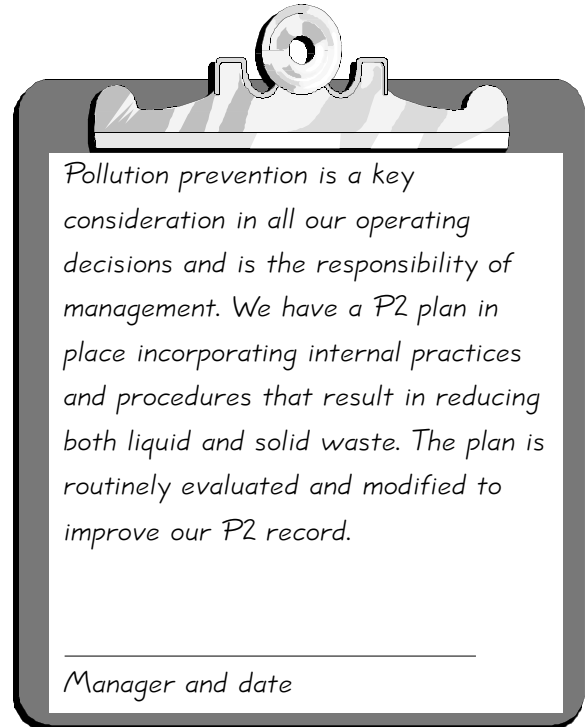 Pollution prevention is a key
consideration in all our operating
decisions and is the responsibility of
management. We have a P2 plan in
place incorporating internal practices
and procedures that result in reducing
both liquid and solid waste. The plan is
routinely evaluated and modified to
improve our P2 record.
Manager and date